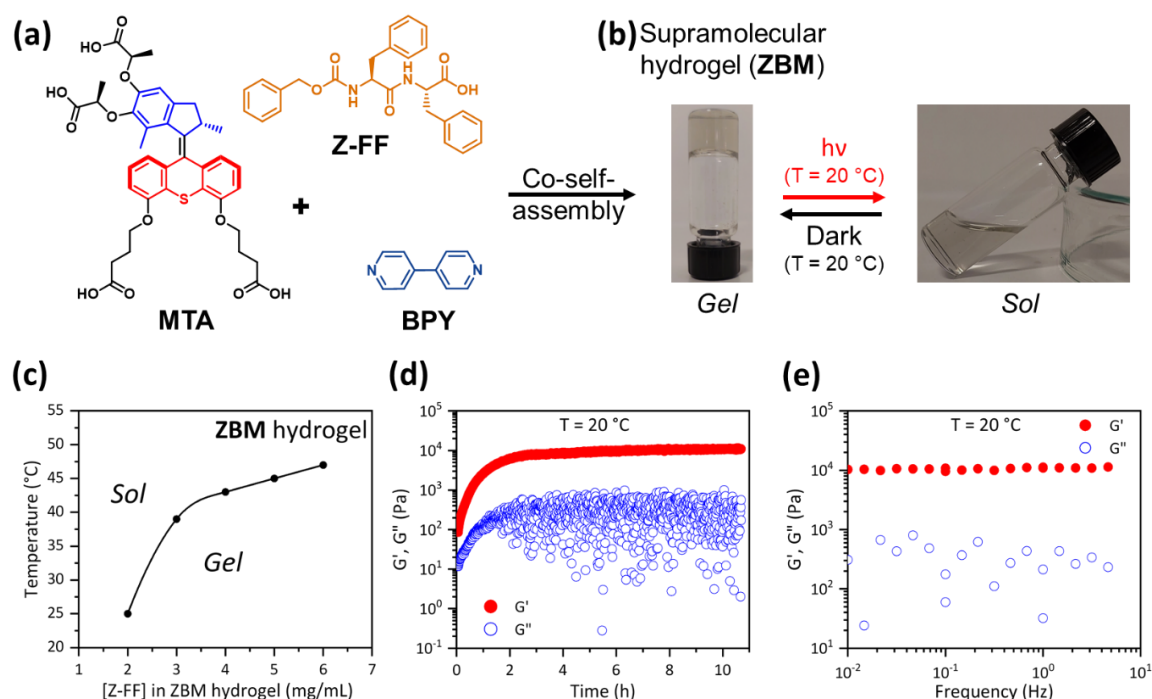 (a)
HO
O
O
HO
O
O
S
O
O
HO
O
O
OH
MTA
+
O
O
N
H
O
H
N
O
OH
Z-FF
N
N
BPY
Co-self-
assembly
(b) Supramolecular
hydrogel (ZBM)
hν
(T = 20 °C)
Dark
(T = 20 °C)
Gel
Sol
(c)
ZBM hydrogel
Sol
Gel
Temperature (°C)
55
50
45
40
35
30
25
20
1 2 3 4 5 6 7
[Z-FF] in ZBM hydrogel (mg/mL)
(d)
T = 20 °C
G', G" (Pa)
10⁵
10⁴
10³
10²
10¹
10⁰
10⁻¹
G'
G"
0 2 4 6 8 10
Time (h)
(e)
T = 20 °C
G'
G"
G', G" (Pa)
10⁵
10⁴
10³
10²
10¹
10⁻² 10⁻¹ 10⁰ 10¹
Frequency (Hz)